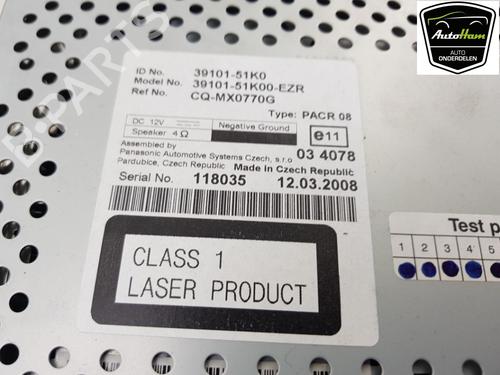 AutoHam
AUTO
ONDERDELEN
B-PARTS
ID No. 39101-51K0
Model No. 39101-51K00-EZR
Ref No. CQ-MX0770G
Type: PACR 08
DC 12V Negative Ground
Speaker 4Ω
e11
03 4078
Assembled by
Panasonic Automotive Systems Czech, s.r.o
Pardubice, Czech Republic Made in Czech Republic
Serial No. 118035 12.03.2008
CLASS 1
LASER PRODUCT
Test p
1 2 3 4 5